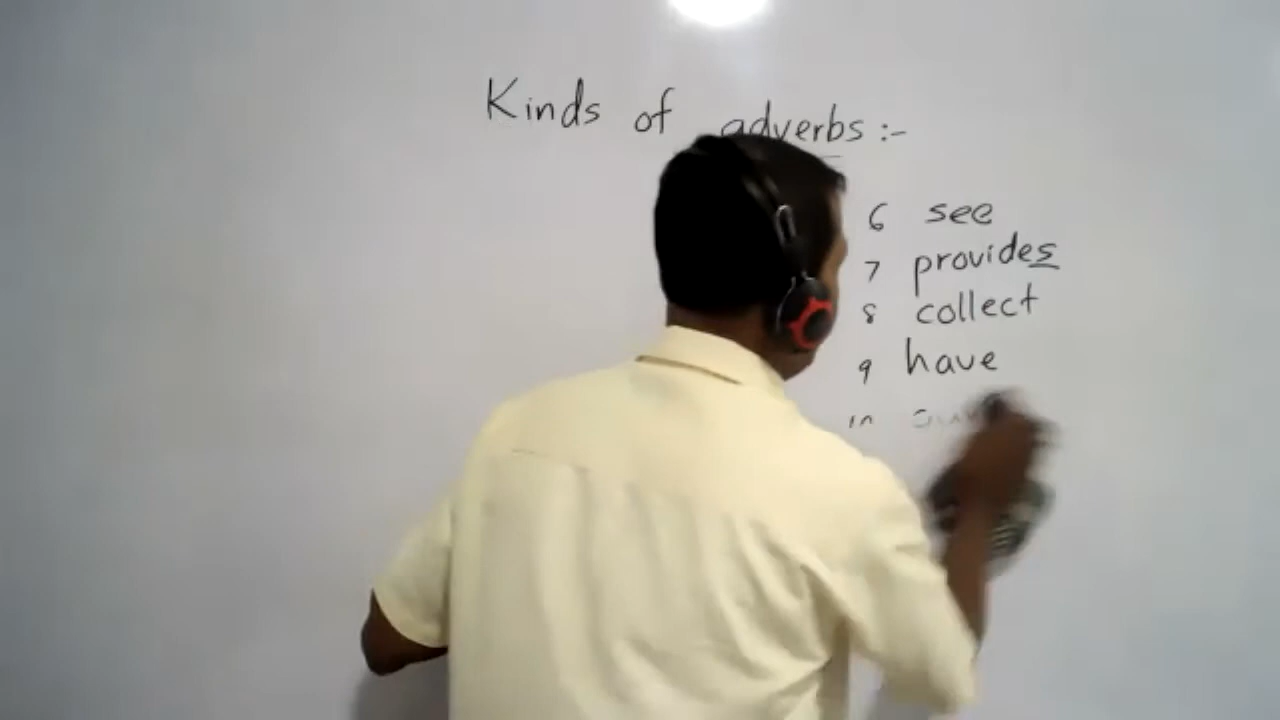 Kinds of adverbs :-
6 see
7 provides
8 collect
9 have